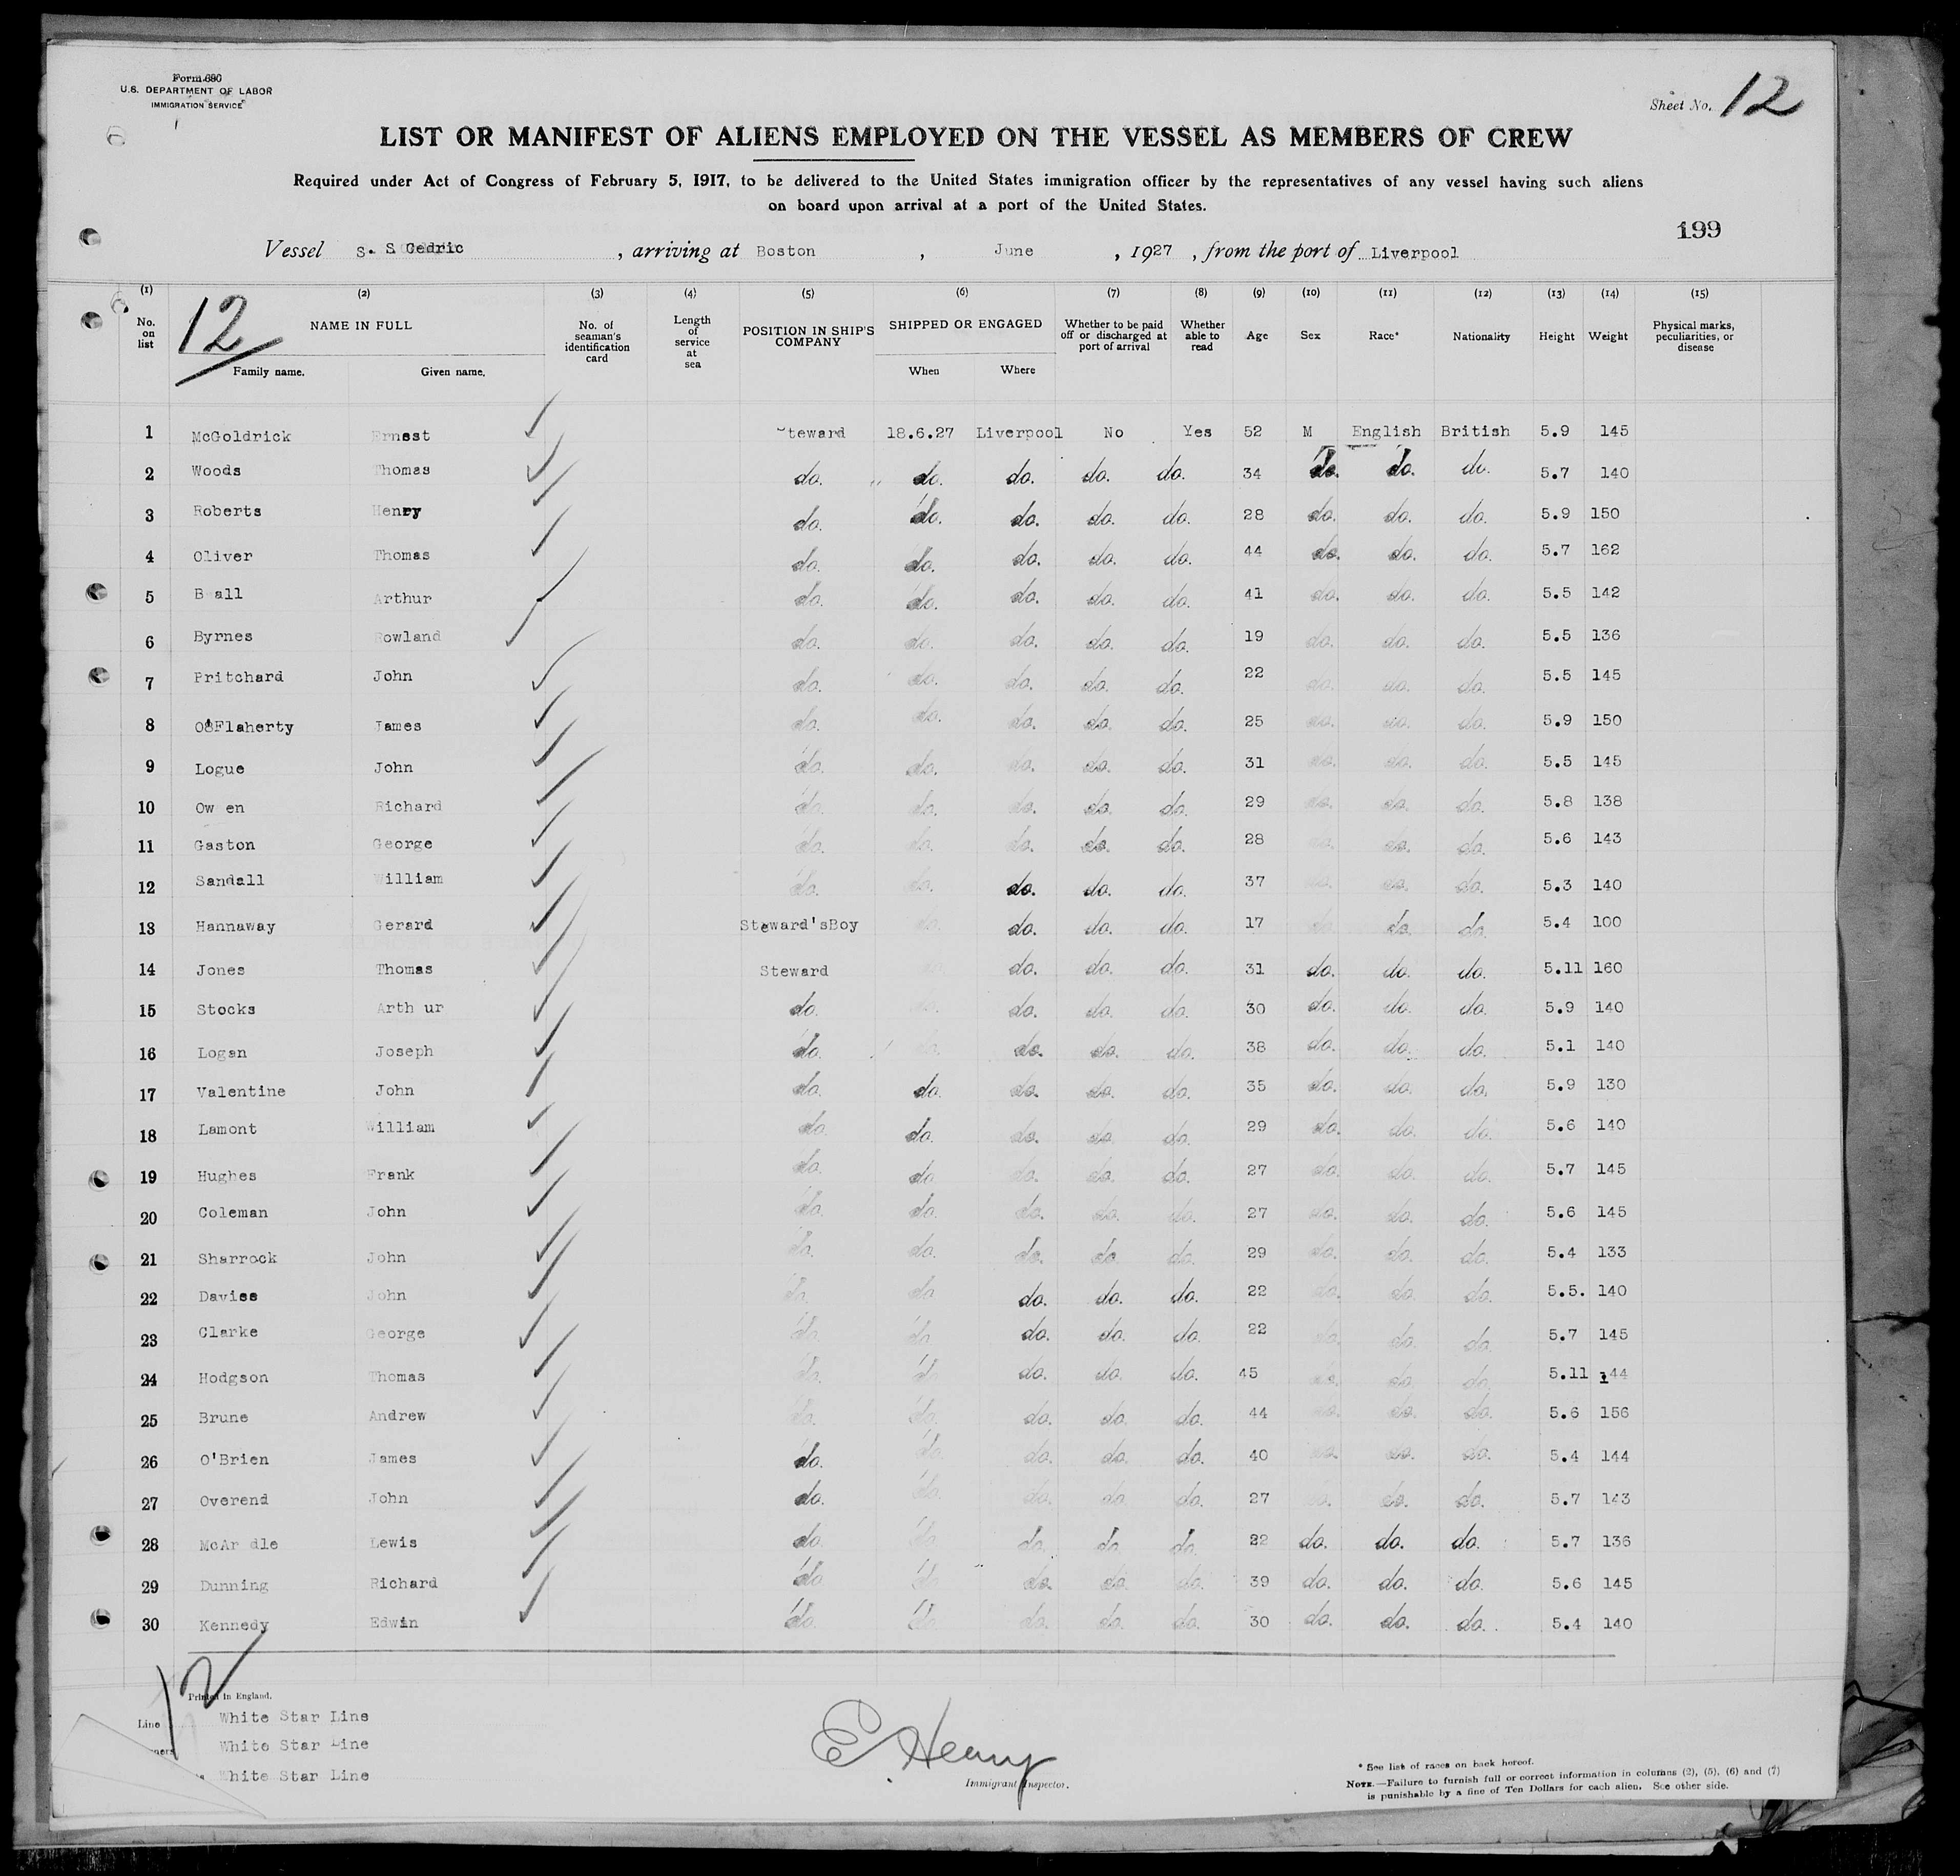 Form 680
U.S. DEPARTMENT OF LABOR
IMMIGRATION SERVICE
Sheet No. 12
LIST OR MANIFEST OF ALIENS EMPLOYED ON THE VESSEL AS MEMBERS OF CREW
Required under Act of Congress of February 5, 1917, to be delivered to the United States immigration officer by the representatives of any vessel having such aliens
on board upon arrival at a port of the United States.
199
Vessel S. S. Cedric, arriving at Boston, June, 1927, from the port of Liverpool
(1) (2) (3) (4) (5) (6) (7) (8) (9) (10) (11) (12) (13) (14) (15)
No. on list 12 NAME IN FULL Family name. Given name. No. of seaman's identification card Length of service at sea POSITION IN SHIP'S COMPANY SHIPPED OR ENGAGED When Where Whether to be paid off or discharged at port of arrival Whether able to read Age Sex Race* Nationality Height Weight Physical marks, peculiarities, or disease
1 McGoldrick Ernest teward 18.6.27 Liverpool No Yes 52 M English British 5.9 145
2 Woods Thomas do. do. do. do. do. 34 do. do. do. 5.7 140
3 Roberts Henry do. do. do. do. do. 28 do. do. do. 5.9 150
4 Oliver Thomas do. do. do. do. do. 44 do. do. do. 5.7 162
5 B all Arthur do. do. do. do. do. 41 do. do. do. 5.5 142
6 Byrnes Rowland do. do. do. do. do. 19 do. do. do. 5.5 136
7 Pritchard John do. do. do. do. do. 22 do. do. do. 5.5 145
8 O'Flaherty James do. do. do. do. do. 25 do. do. do. 5.9 150
9 Logue John do. do. do. do. do. 31 do. do. do. 5.5 145
10 Ow en Richard do. do. do. do. do. 29 do. do. do. 5.8 138
11 Gaston George do. do. do. do. do. 28 do. do. do. 5.6 143
12 Sandall William do. do. do. do. do. 37 do. do. do. 5.3 140
13 Hannaway Gerard Steward'sBoy do. do. do. do. 17 do. do. do. 5.4 100
14 Jones Thomas Steward do. do. do. 31 do. do. do. 5.11 160
15 Stocks Arth ur do. do. do. do. do. 30 do. do. do. 5.9 140
16 Logan Joseph do. do. do. do. do. 38 do. do. do. 5.1 140
17 Valentine John do. do. do. do. do. 35 do. do. do. 5.9 130
18 Lamont William do. do. do. do. do. 29 do. do. do. 5.6 140
19 Hughes Frank do. do. do. do. do. 27 do. do. do. 5.7 145
20 Coleman John do. do. do. do. do. 27 do. do. do. 5.6 145
21 Sharrock John do. do. do. do. do. 29 do. do. do. 5.4 133
22 Davies John do. do. do. do. do. 22 do. do. do. 5.5. 140
23 Clarke George do. do. do. do. do. 22 do. do. do. 5.7 145
24 Hodgson Thomas do. do. do. do. do. 45 do. do. do. 5.11 144
25 Brune Andrew do. do. do. do. do. 44 do. do. do. 5.6 156
26 O'Brien James do. do. do. do. do. 40 do. do. do. 5.4 144
27 Overend John do. do. do. do. do. 27 do. do. do. 5.7 143
28 McAr dle Lewis do. do. do. do. do. 22 do. do. do. 5.7 136
29 Dunning Richard do. do. do. do. do. 39 do. do. do. 5.6 145
30 Kennedy Edwin do. do. do. do. do. 30 do. do. do. 5.4 140
12
Printed in England.
Line White Star Line
White Star Line
White Star Line
E. Henry
Immigrant Inspector.
* See list of races on back hereof.
NOTE.—Failure to furnish full or correct information in columns (2), (5), (6) and (7)
is punishable by a fine of Ten Dollars for each alien. See other side.